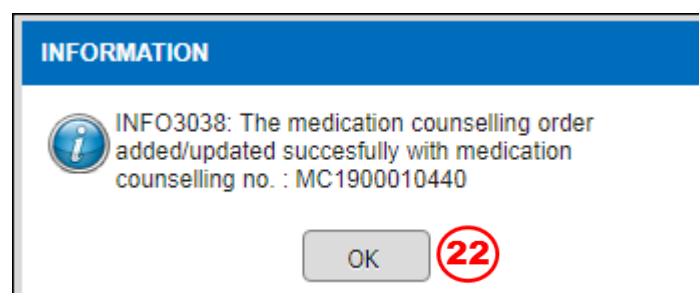 INFORMATION
INFO3038: The medication counselling order
added/updated succesfully with medication
counselling no. : MC1900010440
OK
22